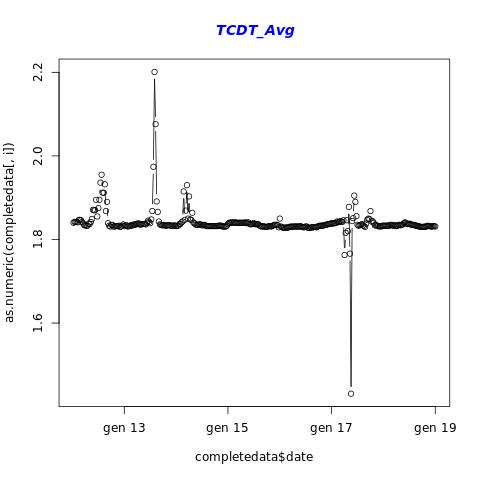 TCDT_Avg
as.numeric(completedata[, i])
2.2
2.0
1.8
1.6
gen 13
gen 15
gen 17
gen 19
completedata$date